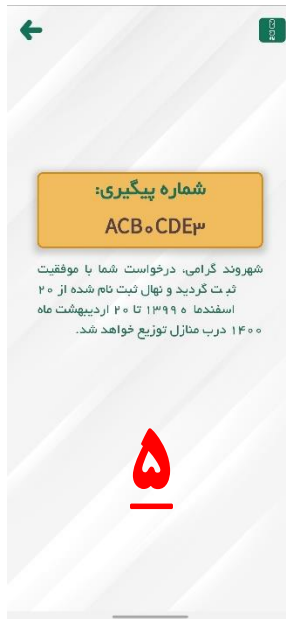 شماره پیگیری:
ACB۰CDE۳
شهروند گرامی، درخواست شما با موفقیت
ثبت گردید و نهال ثبت نام شده از ۲۰
اسفندما ه ۱۳۹۹ تا ۲۰ اردیبهشت ماه
۱۴۰۰ درب منازل توزیع خواهد شد.
۵